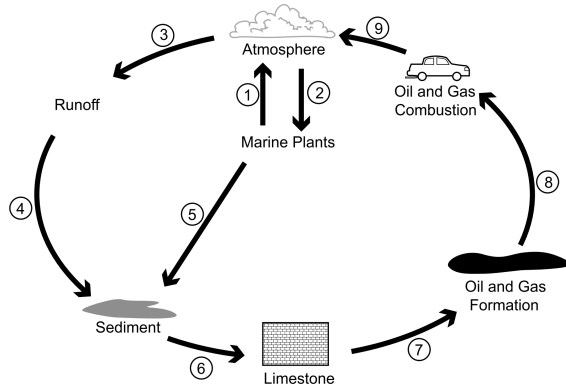 3
Atmosphere
9
Runoff
1
2
Oil and Gas
Combustion
Marine Plants
4
5
8
Sediment
Oil and Gas
Formation
6
7
Limestone